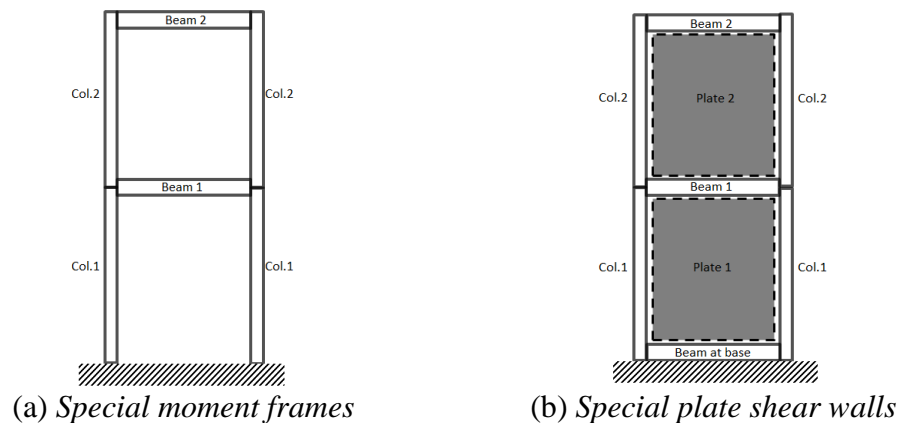 Beam 2
Col.2
Col.2
Beam 1
Col.1
Col.1
(a) Special moment frames
Beam 2
Col.2
Plate 2
Col.2
Beam 1
Col.1
Plate 1
Col.1
Beam at base
(b) Special plate shear walls